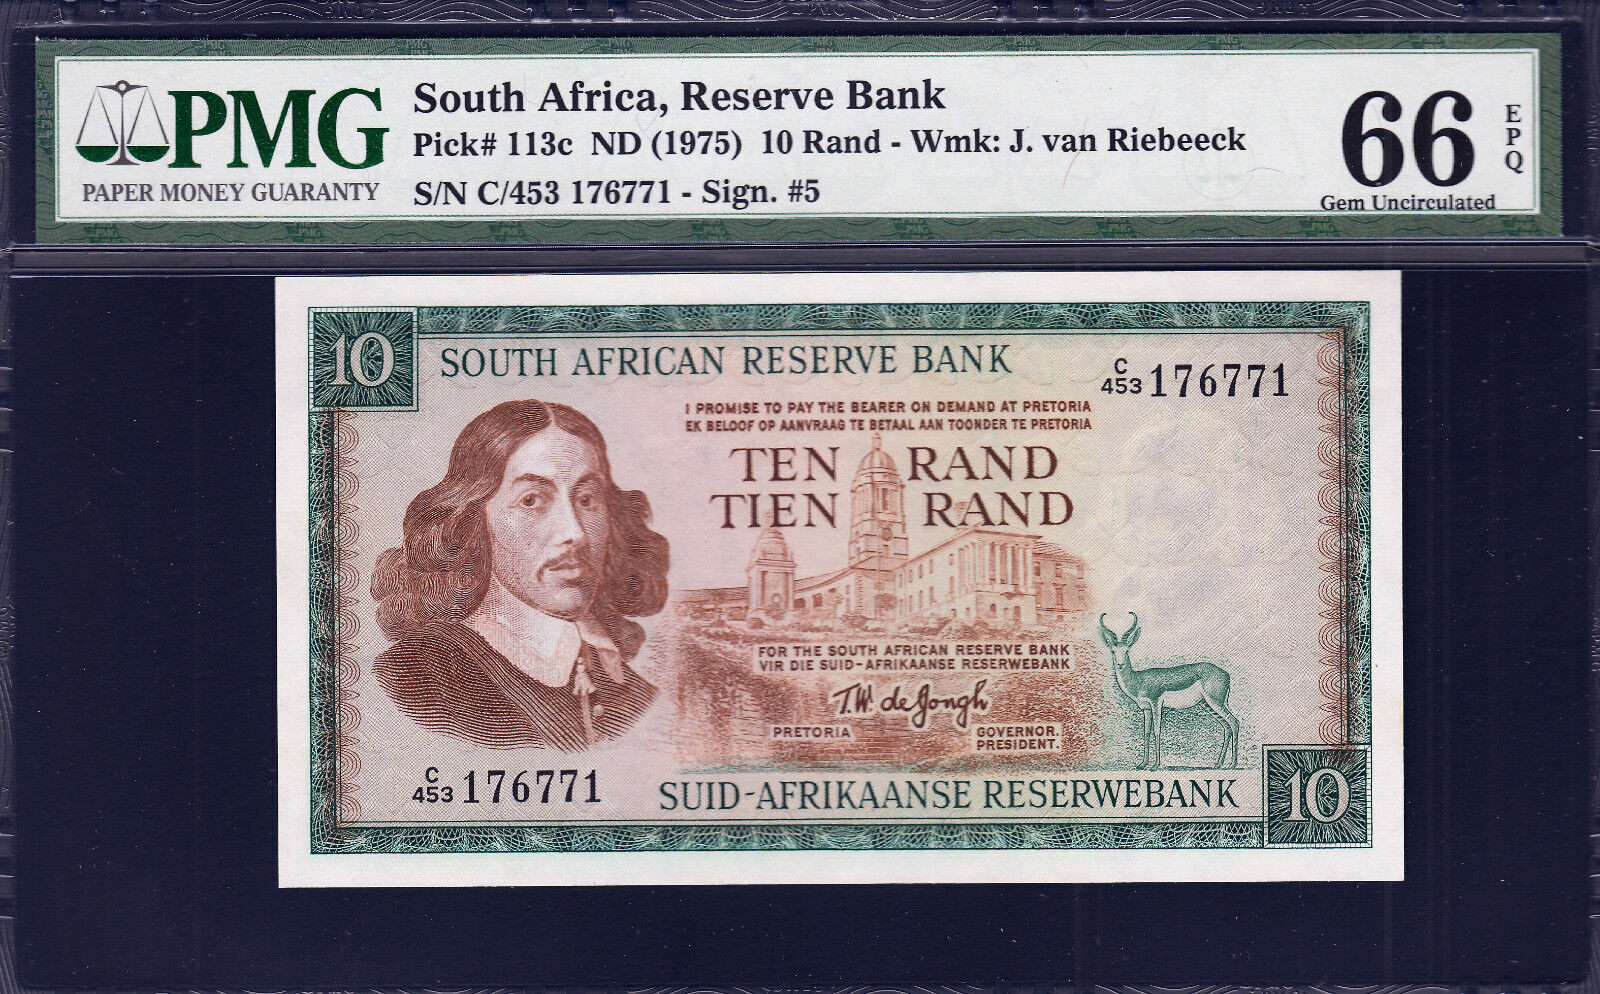 PMG
PAPER MONEY GUARANTY
South Africa, Reserve Bank
Pick# 113c ND (1975) 10 Rand - Wmk: J. van Riebeeck
S/N C/453 176771 - Sign. #5
66
EPQ
Gem Uncirculated
10
SOUTH AFRICAN RESERVE BANK
C/453 176771
I PROMISE TO PAY THE BEARER ON DEMAND AT PRETORIA
EK BELOOF OP AANVRAAG TE BETAAL AAN TOONDER TE PRETORIA
TEN RAND
TIEN RAND
FOR THE SOUTH AFRICAN RESERVE BANK
VIR DIE SUID-AFRIKAANSE RESERWEBANK
T.W. de Jongh
PRETORIA
GOVERNOR.
PRESIDENT.
C/453 176771
SUID-AFRIKAANSE RESERWEBANK
10